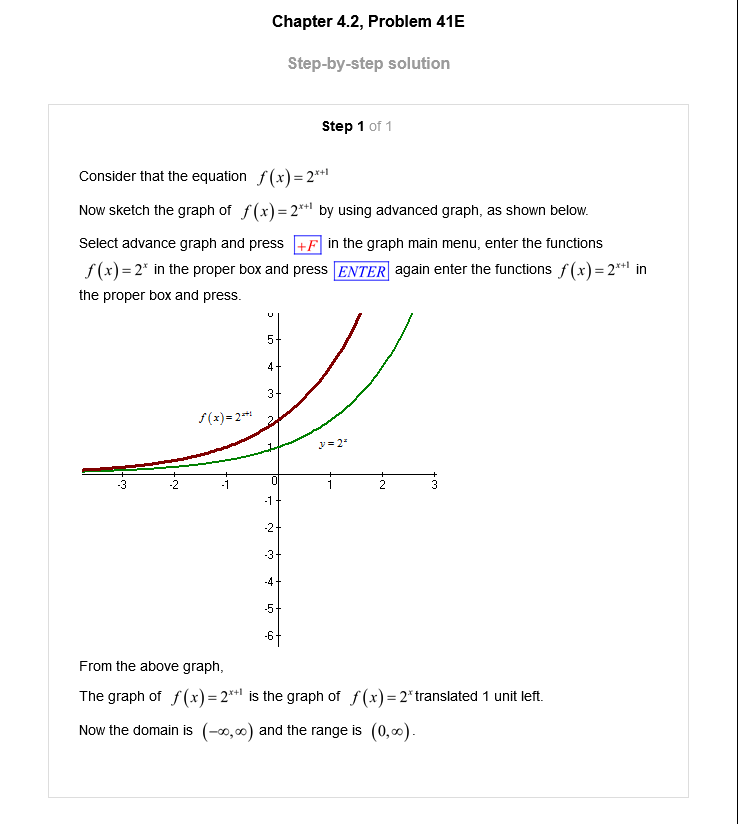 Chapter 4.2, Problem 41E
Step-by-step solution
Step 1 of 1
Consider that the equation f(x)=2^{x+1}
Now sketch the graph of f(x)=2^{x+1} by using advanced graph, as shown below.
Select advance graph and press +F in the graph main menu, enter the functions
f(x)=2^x in the proper box and press ENTER again enter the functions f(x)=2^{x+1} in
the proper box and press.
5
4
3
f(x)=2^{x+1} 2
1 y=2^x
-3 -2 -1 0 1 2 3
-1
-2
-3
-4
-5
-6
From the above graph,
The graph of f(x)=2^{x+1} is the graph of f(x)=2^x translated 1 unit left.
Now the domain is (-∞,∞) and the range is (0,∞).